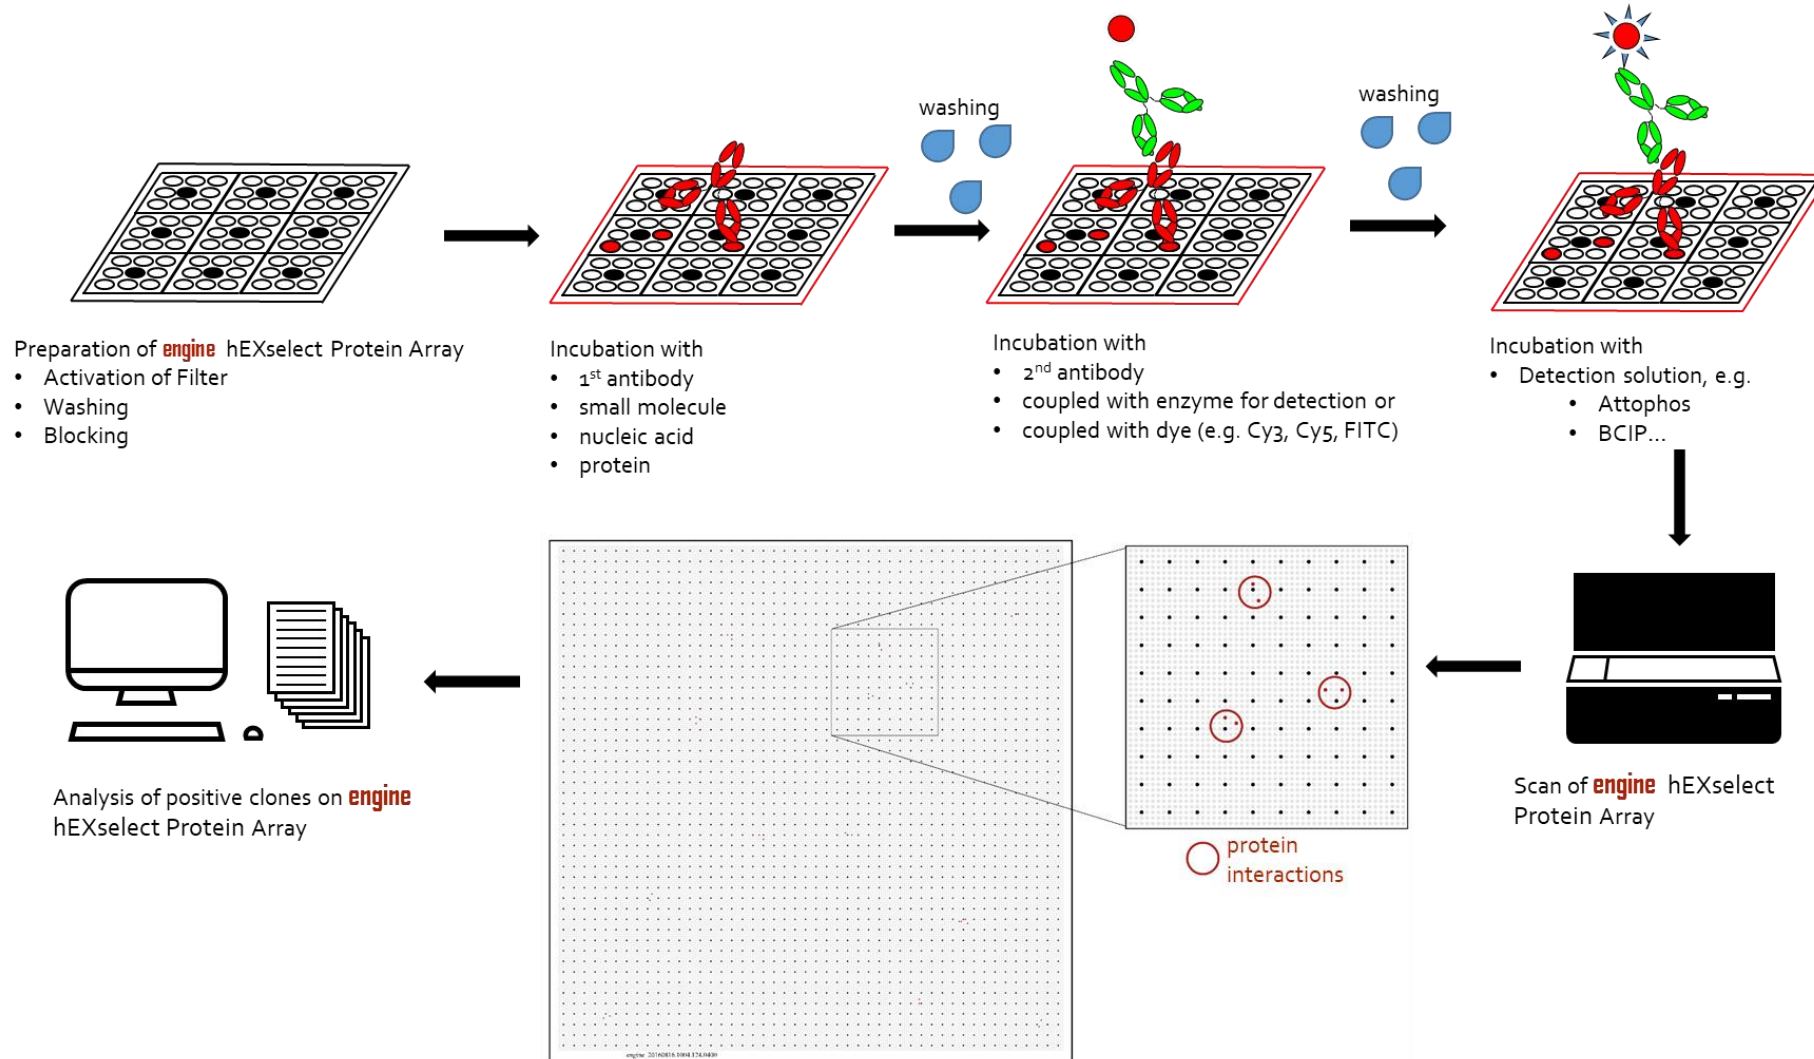 washing
washing
Preparation of engine hEXselect Protein Array
• Activation of Filter
• Washing
• Blocking
Incubation with
• 1st antibody
• small molecule
• nucleic acid
• protein
Incubation with
• 2nd antibody
• coupled with enzyme for detection or
• coupled with dye (e.g. Cy3, Cy5, FITC)
Incubation with
• Detection solution, e.g.
• Attophos
• BCIP...
Scan of engine hEXselect
Protein Array
protein
interactions
Analysis of positive clones on engine
hEXselect Protein Array